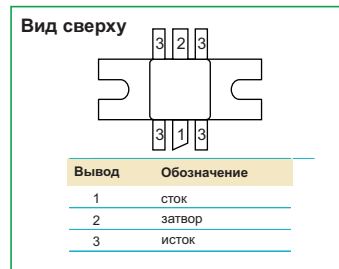 Вид сверху
3 2 3
3 1 3
Вывод Обозначение
1 сток
2 затвор
3 исток